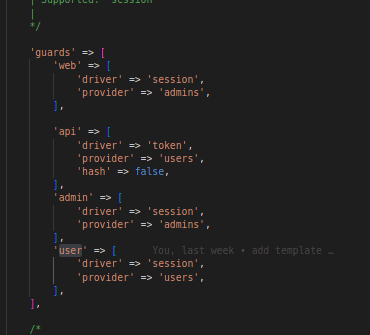 | Supported: "session"
|
*/
'guards' => [
'web' => [
'driver' => 'session',
'provider' => 'admins',
],
'api' => [
'driver' => 'token',
'provider' => 'users',
'hash' => false,
],
'admin' => [
'driver' => 'session',
'provider' => 'admins',
],
'user' => [ You, last week • add template …
'driver' => 'session',
'provider' => 'users',
],
],
/*